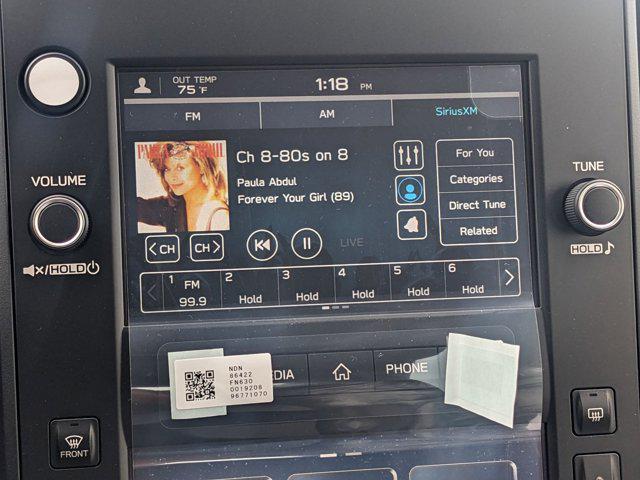 OUT TEMP
75 °F
1:18 PM
FM
AM
SiriusXM
Ch 8-80s on 8
Paula Abdul
Forever Your Girl (89)
For You
Categories
Direct Tune
Related
VOLUME
TUNE
HOLD
HOLD
< CH
CH >
LIVE
1
FM
99.9
2
Hold
3
Hold
4
Hold
5
Hold
6
Hold
NDN
86422
FN630
0019208
96771070
EDIA
PHONE
FRONT